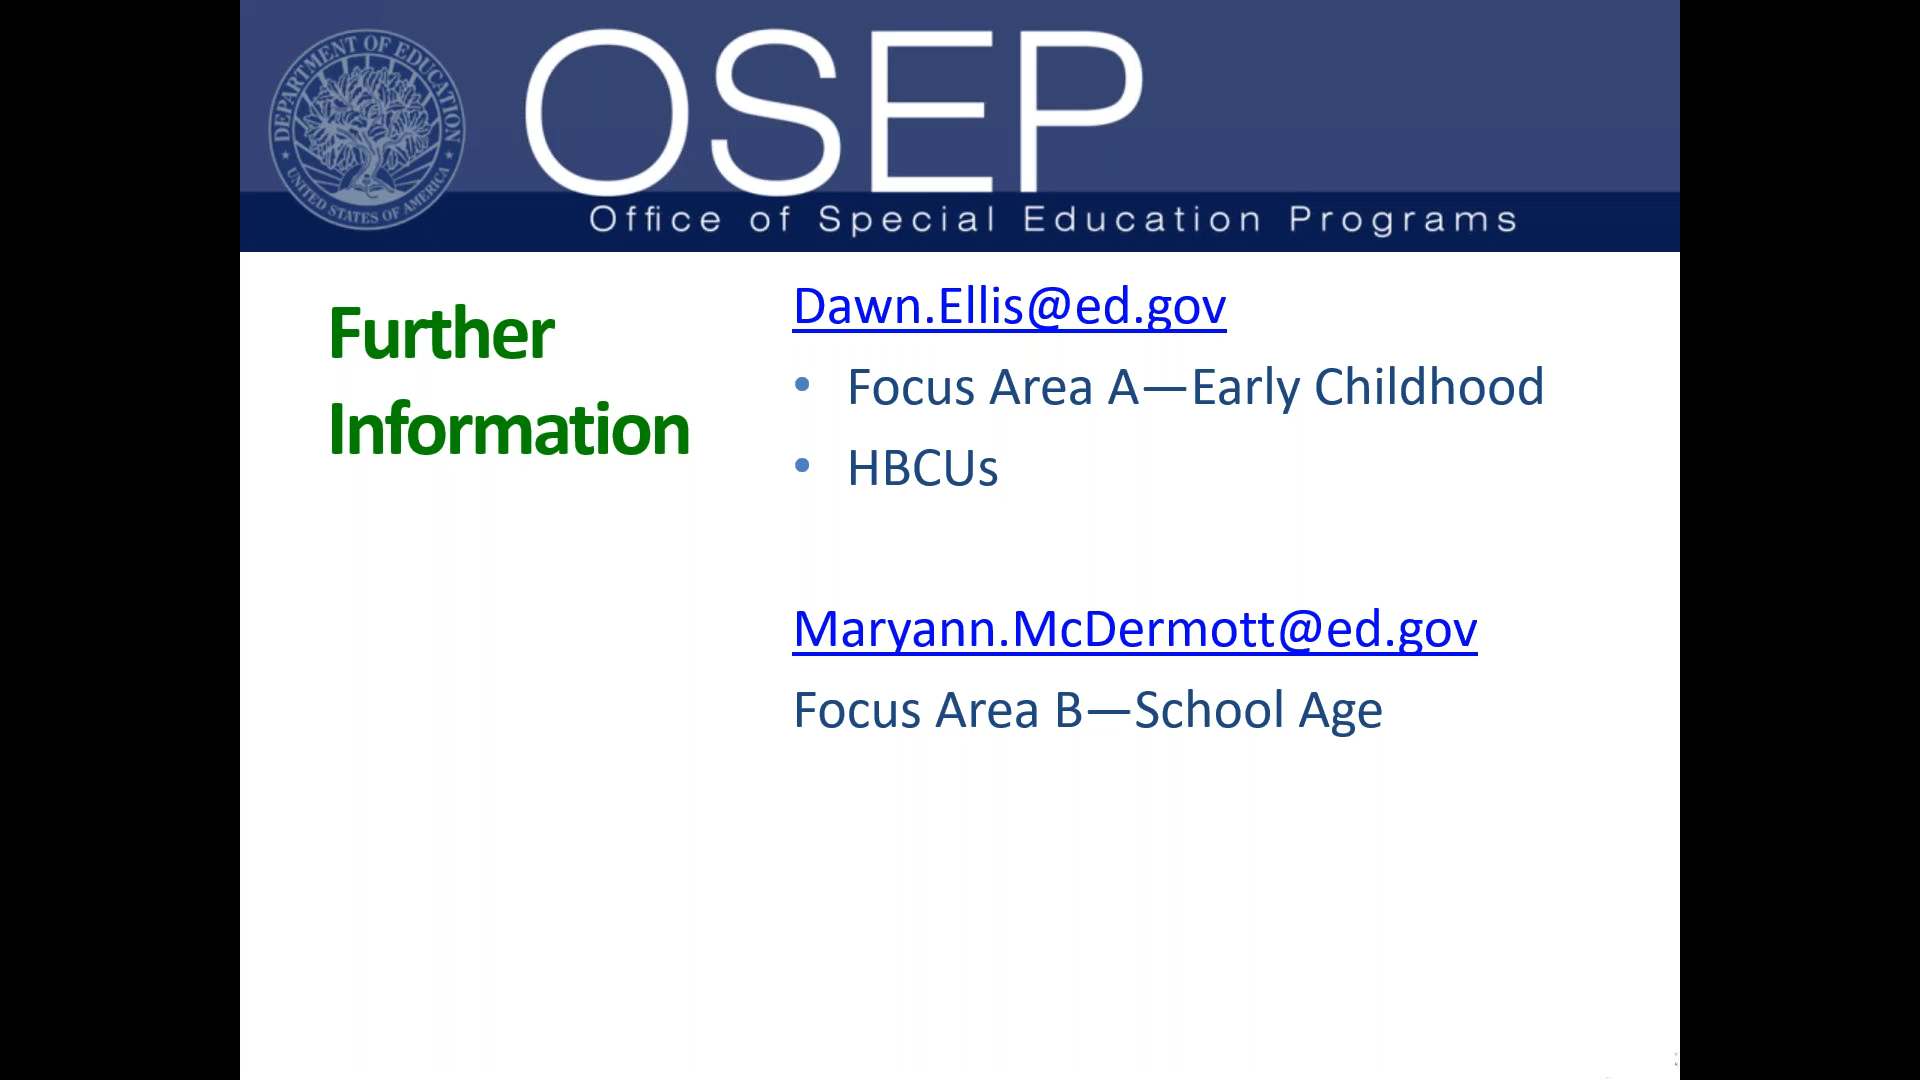 DEPARTMENT OF EDUCATION
UNITED STATES OF AMERICA
OSEP
Office of Special Education Programs
Further
Information
Dawn.Ellis@ed.gov
• Focus Area A—Early Childhood
• HBCUs
Maryann.McDermott@ed.gov
Focus Area B—School Age